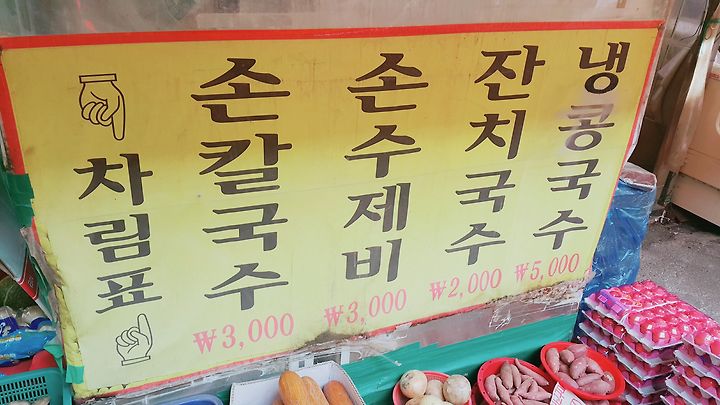 차림표
손칼국수
₩3,000
손수제비
₩3,000
잔치국수
₩2,000
냉콩국수
₩5,000